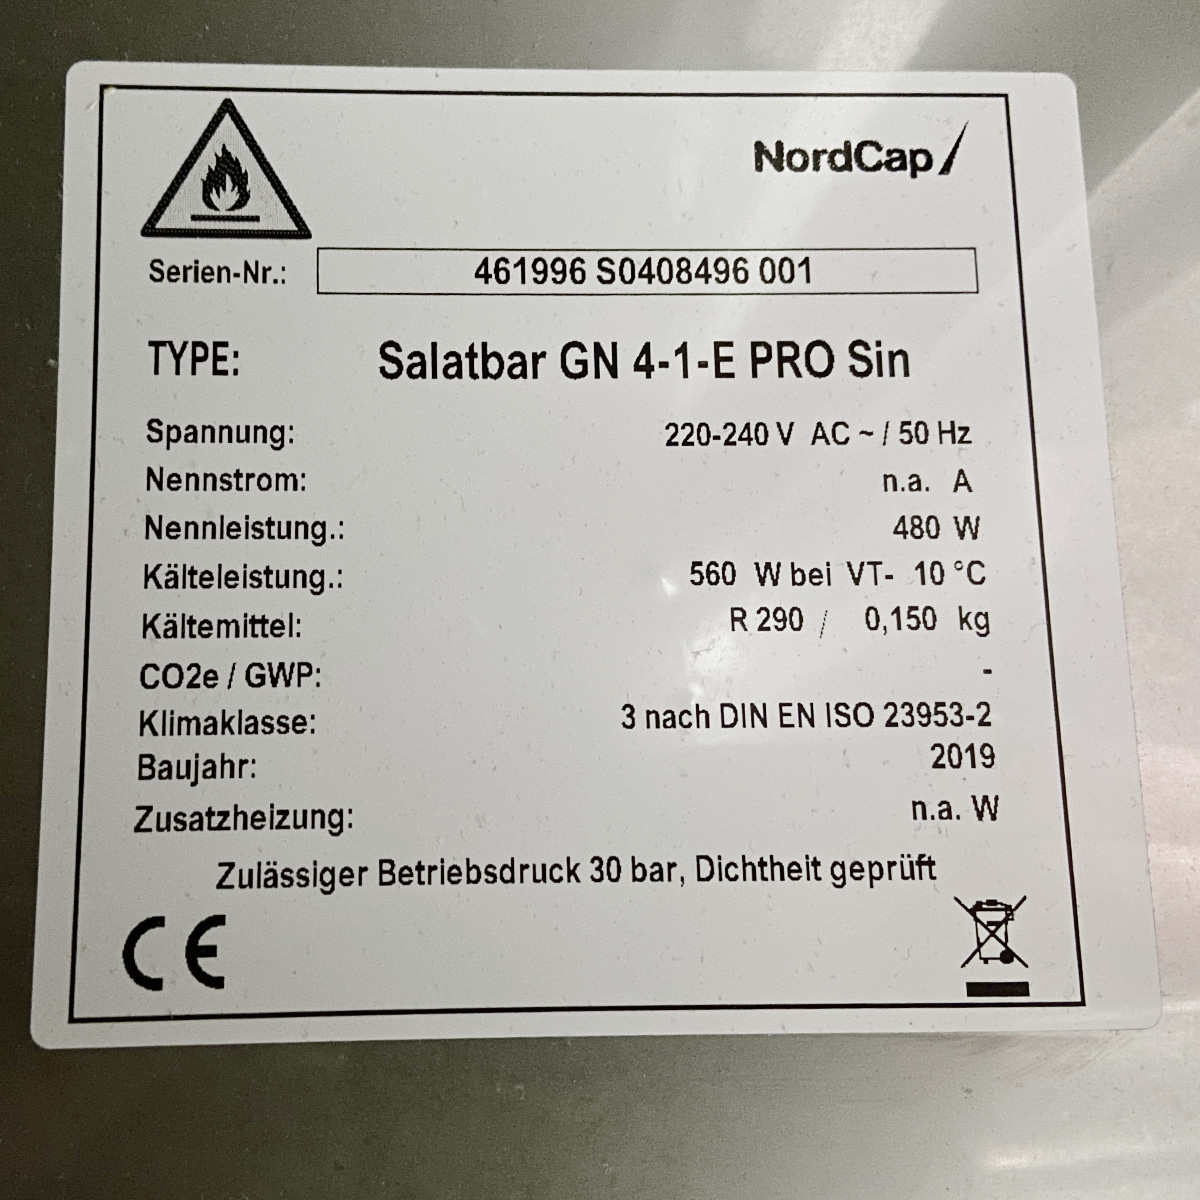 NordCap
Serien-Nr.: 461996 S0408496 001
TYPE: Salatbar GN 4-1-E PRO Sin
Spannung: 220-240 V AC ~ / 50 Hz
Nennstrom: n.a. A
Nennleistung.: 480 W
Kälteleistung.: 560 W bei VT- 10 °C
Kältemittel: R 290 / 0,150 kg
CO2e / GWP: -
Klimaklasse: 3 nach DIN EN ISO 23953-2
Baujahr: 2019
Zusatzheizung: n.a. W
Zulässiger Betriebsdruck 30 bar, Dichtheit geprüft
CE